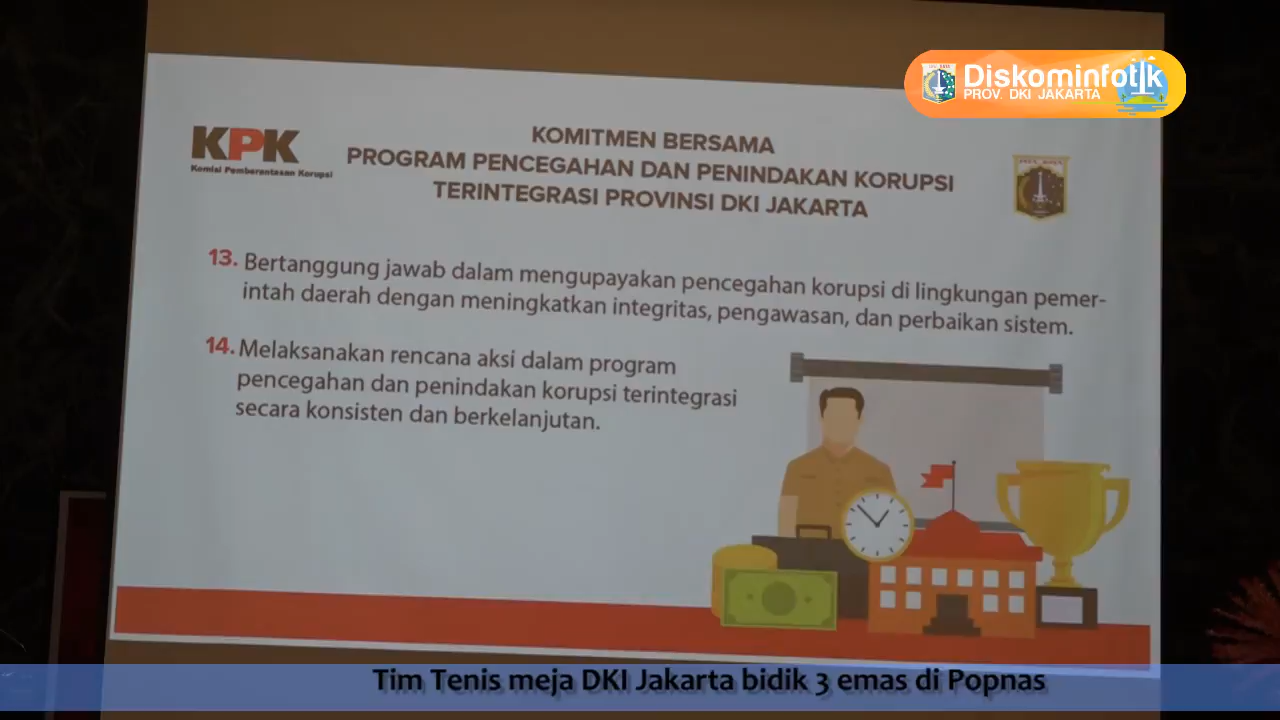 Diskominfotik
PROV. DKI JAKARTA
KPK
Komisi Pemberantasan Korupsi
KOMITMEN BERSAMA
PROGRAM PENCEGAHAN DAN PENINDAKAN KORUPSI
TERINTEGRASI PROVINSI DKI JAKARTA
13. Bertanggung jawab dalam mengupayakan pencegahan korupsi di lingkungan pemer-
intah daerah dengan meningkatkan integritas, pengawasan, dan perbaikan sistem.
14. Melaksanakan rencana aksi dalam program
pencegahan dan penindakan korupsi terintegrasi
secara konsisten dan berkelanjutan.
Tim Tenis meja DKI Jakarta bidik 3 emas di Popnas